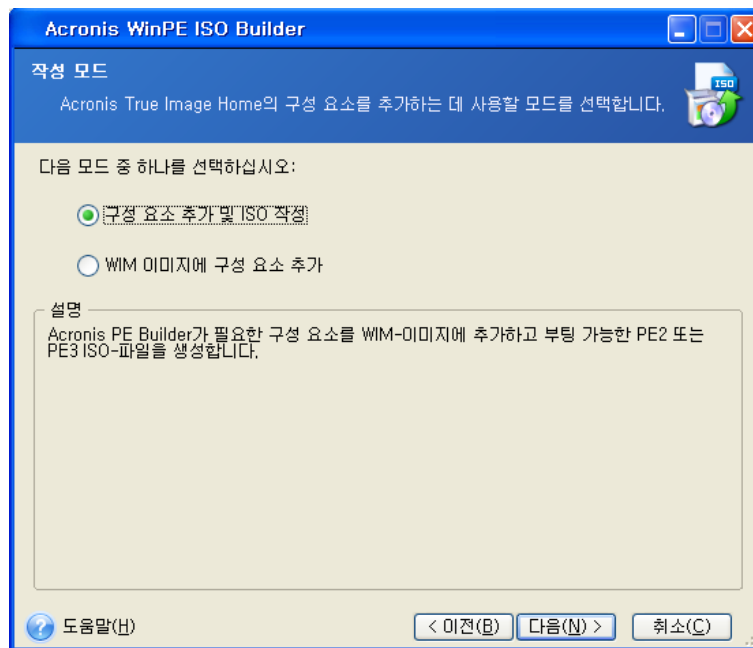 Acronis WinPE ISO Builder
작성 모드
Acronis True Image Home의 구성 요소를 추가하는 데 사용할 모드를 선택합니다.
ISO
다음 모드 중 하나를 선택하십시오:
구성 요소 추가 및 ISO 작성
WIM 이미지에 구성 요소 추가
설명
Acronis PE Builder가 필요한 구성 요소를 WIM-이미지에 추가하고 부팅 가능한 PE2 또는
PE3 ISO-파일을 생성합니다.
도움말(H)
< 이전(B)
다음(N) >
취소(C)